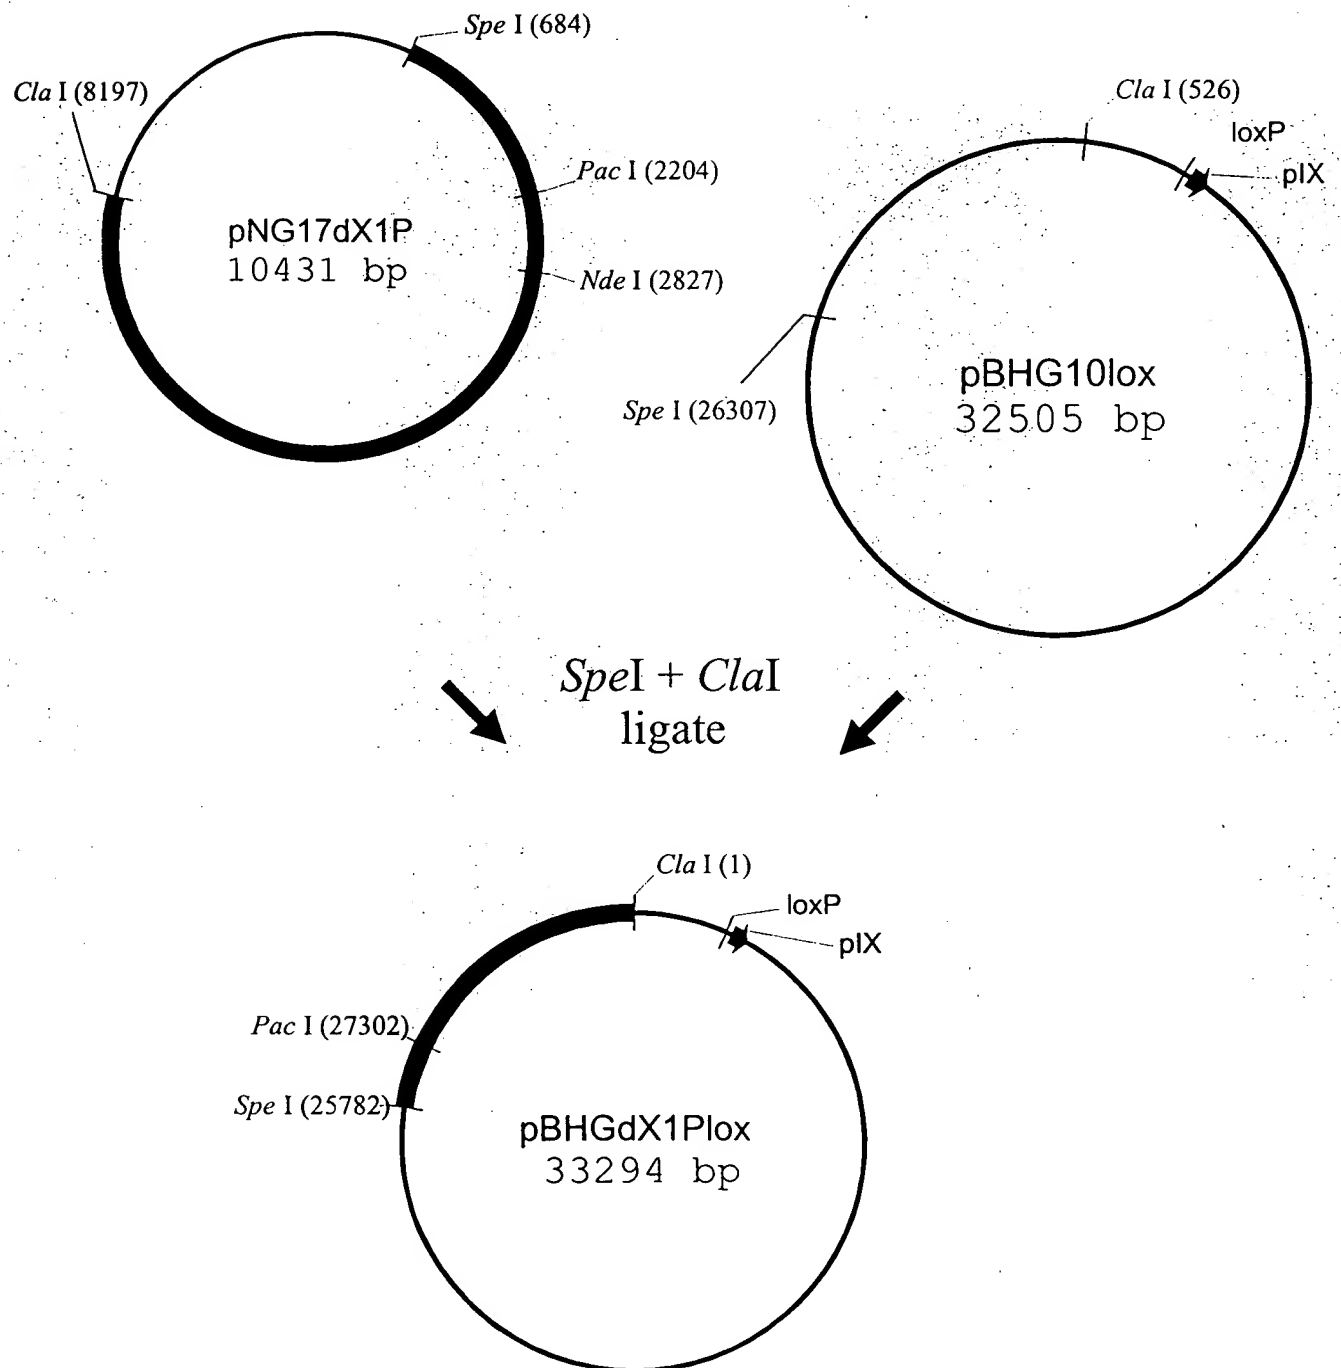 Spe I (684)
Cla I (8197)
Pac I (2204)
pNG17dX1P
10431 bp
Nde I (2827)
Cla I (526)
loxP
pIX
pBHG10lox
32505 bp
Spe I (26307)
SpeI + ClaI
ligate
Cla I (1)
loxP
pIX
Pac I (27302)
Spe I (25782)
pBHGdX1Plox
33294 bp